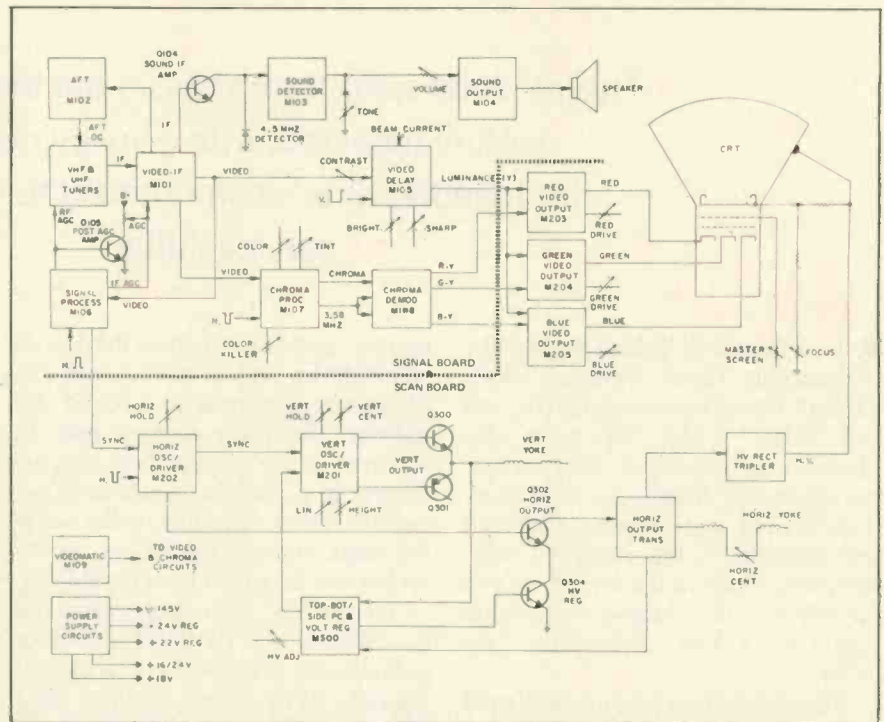 AFT
M102
Q104
SOUND IF
AMP
SOUND
DETECTOR
M103
VOLUME
SOUND
OUTPUT
M104
SPEAKER
TONE
4.5 MHZ
DETECTOR
AFT
DC
IF
VHF &
UHF
TUNERS
IF
VIDEO-IF
M101
VIDEO
CONTRAST
BEAM CURRENT
VIDEO
DELAY
M105
LUMINANCE (Y)
V.
BRIGHT
SHARP
CRT
RED
VIDEO
OUTPUT
M203
RED
RED
DRIVE
RF
AGC
B+
Q105
POST AGC
AMP
AGC
IF AGC
VIDEO
SIGNAL
PROCESS
M106
H.
COLOR
TINT
VIDEO
CHROMA
PROC
M107
CHROMA
3.58
MHZ
CHROMA
DEMOD
M108
R-Y
G-Y
B-Y
H.
COLOR
KILLER
GREEN
VIDEO
OUTPUT
M204
GREEN
GREEN
DRIVE
BLUE
VIDEO
OUTPUT
M205
BLUE
BLUE
DRIVE
MASTER
SCREEN
FOCUS
SIGNAL BOARD
SCAN BOARD
HORIZ
HOLD
SYNC
HORIZ
OSC/
DRIVER
M202
H.
SYNC
VERT
HOLD
VERT
CENT
VERT
OSC/
DRIVER
M201
LIN
HEIGHT
VERT
OUTPUT
Q300
Q301
VERT
YOKE
Q302
HORIZ
OUTPUT
HV RECT
TRIPLER
HORIZ
OUTPUT
TRANS
HORIZ YOKE
HORIZ
CENT
Q304
HV
REG
VIDEOMATIC
M109
TO VIDEO
& CHROMA
CIRCUITS
POWER
SUPPLY
CIRCUITS
145V
+24V REG
+22V REG
+16/24V
+18V
TOP-BOT/
SIDE PC &
VOLT REG
M500
HV ADJ